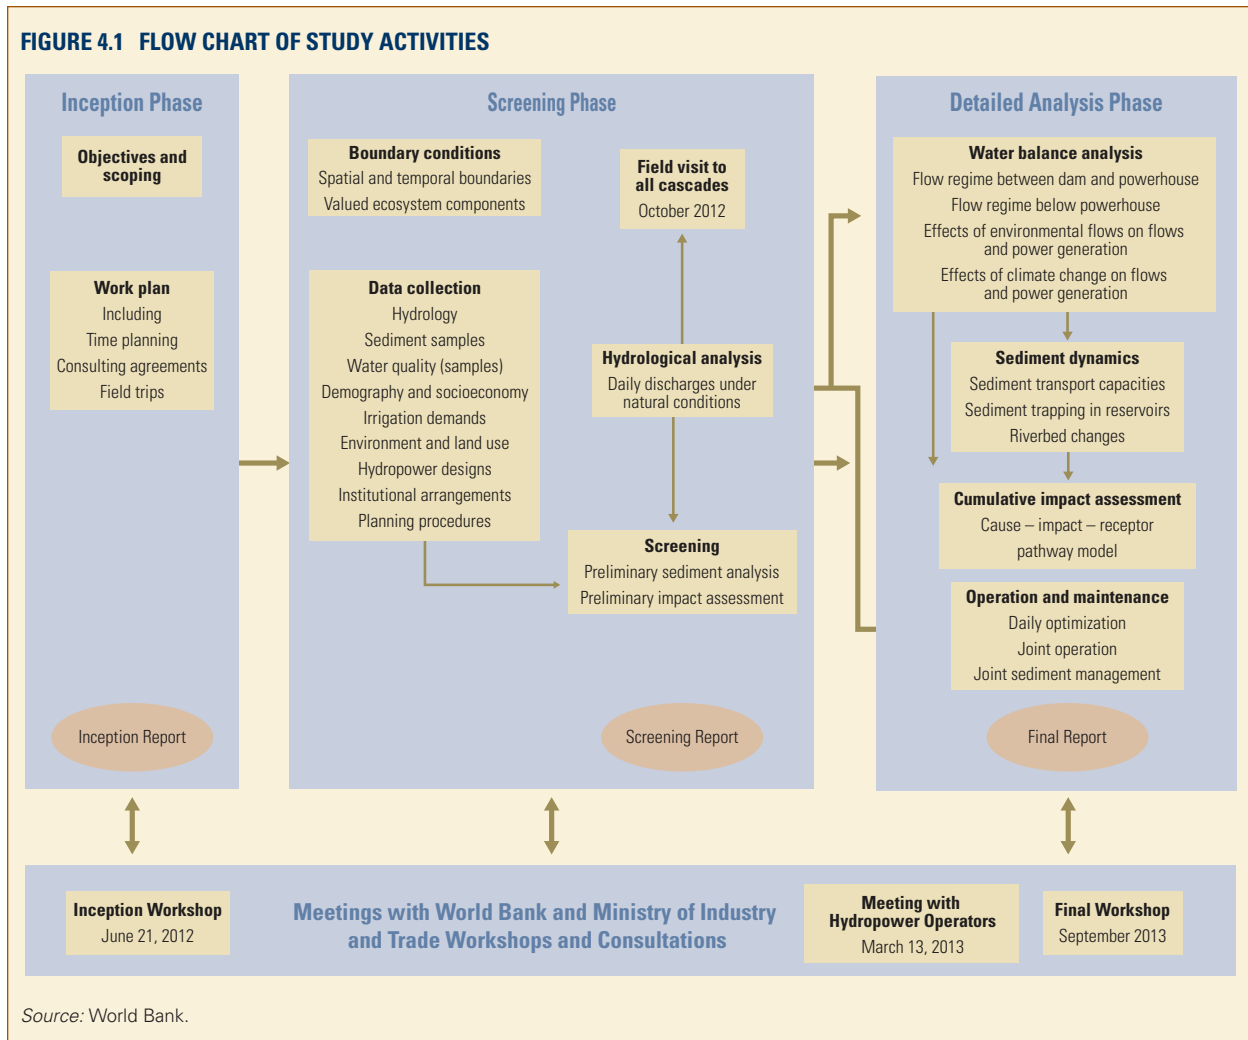 FIGURE 4.1 FLOW CHART OF STUDY ACTIVITIES
Inception Phase
Objectives and
scoping
Work plan
Including
Time planning
Consulting agreements
Field trips
Inception Report
Screening Phase
Boundary conditions
Spatial and temporal boundaries
Valued ecosystem components
Data collection
Hydrology
Sediment samples
Water quality (samples)
Demography and socioeconomy
Irrigation demands
Environment and land use
Hydropower designs
Institutional arrangements
Planning procedures
Field visit to
all cascades
October 2012
Hydrological analysis
Daily discharges under
natural conditions
Screening
Preliminary sediment analysis
Preliminary impact assessment
Screening Report
Detailed Analysis Phase
Water balance analysis
Flow regime between dam and powerhouse
Flow regime below powerhouse
Effects of environmental flows on flows
and power generation
Effects of climate change on flows
and power generation
Sediment dynamics
Sediment transport capacities
Sediment trapping in reservoirs
Riverbed changes
Cumulative impact assessment
Cause – impact – receptor
pathway model
Operation and maintenance
Daily optimization
Joint operation
Joint sediment management
Final Report
Inception Workshop
June 21, 2012
Meetings with World Bank and Ministry of Industry
and Trade Workshops and Consultations
Meeting with
Hydropower Operators
March 13, 2013
Final Workshop
September 2013
Source: World Bank.